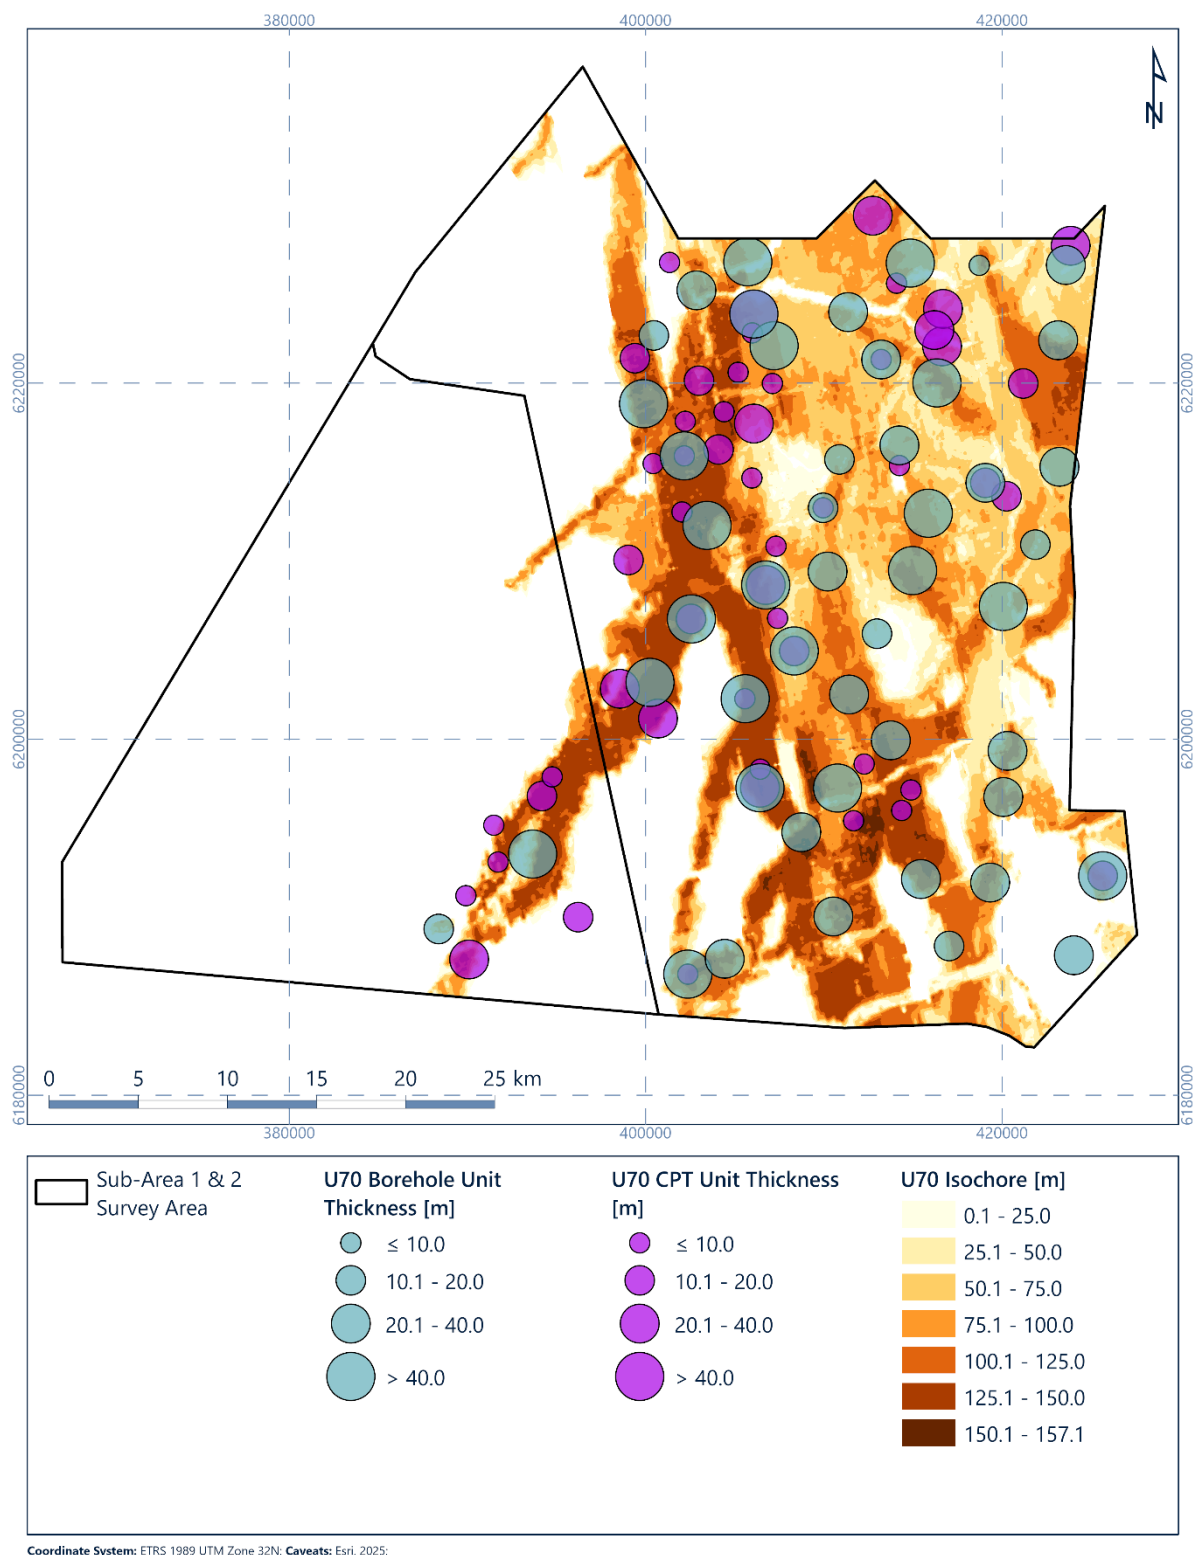 380000 400000 420000
N
6220000 6220000
6200000 6200000
6180000 6180000
0 5 10 15 20 25 km
380000 400000 420000
Sub-Area 1 & 2
Survey Area
U70 Borehole Unit
Thickness [m]
≤ 10.0
10.1 - 20.0
20.1 - 40.0
> 40.0
U70 CPT Unit Thickness
[m]
≤ 10.0
10.1 - 20.0
20.1 - 40.0
> 40.0
U70 Isochore [m]
0.1 - 25.0
25.1 - 50.0
50.1 - 75.0
75.1 - 100.0
100.1 - 125.0
125.1 - 150.0
150.1 - 157.1
Coordinate System: ETRS 1989 UTM Zone 32N; Caveats: Esri, 2025;